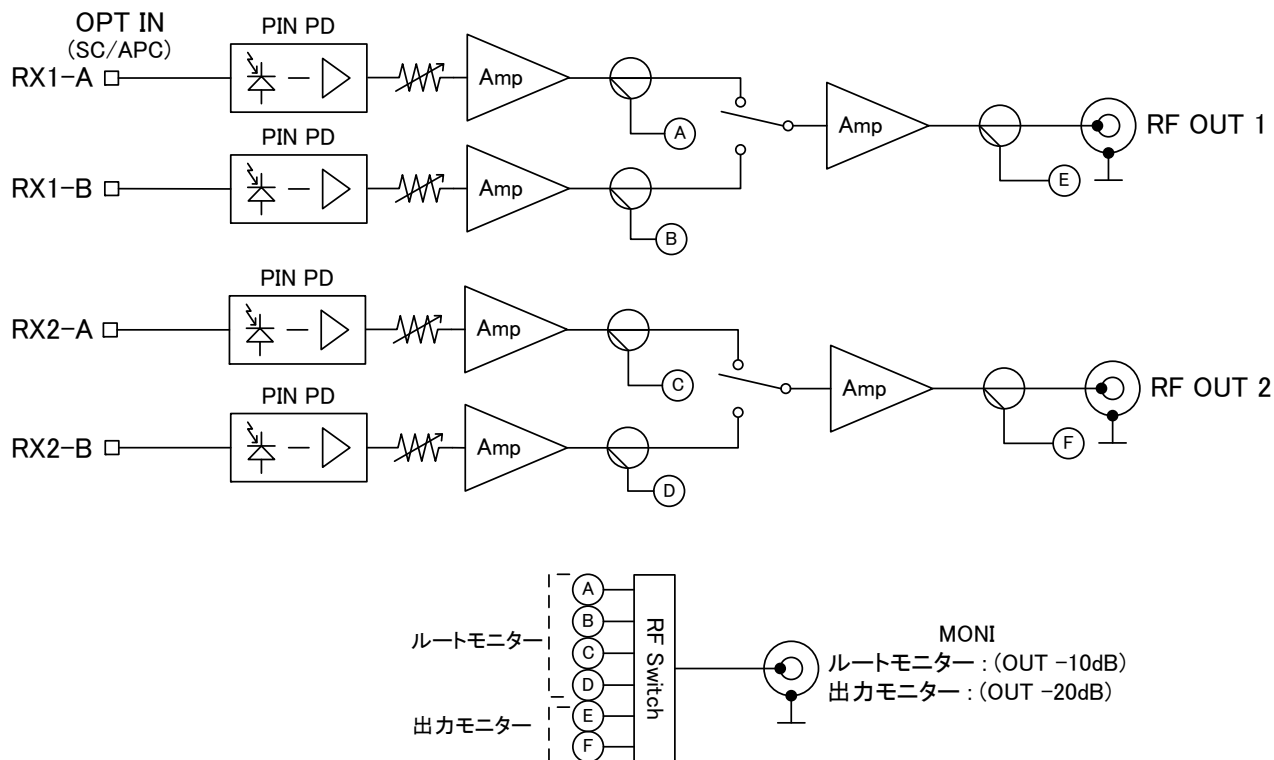 OPT IN
(SC/APC)
PIN PD
RX1-A
Amp
A
Amp
RF OUT 1
PIN PD
RX1-B
Amp
B
E
PIN PD
RX2-A
Amp
C
Amp
RF OUT 2
PIN PD
RX2-B
Amp
D
F
ルートモニター
出力モニター
A
B
C
D
E
F
RF Switch
MONI
ルートモニター : (OUT -10dB)
出力モニター : (OUT -20dB)